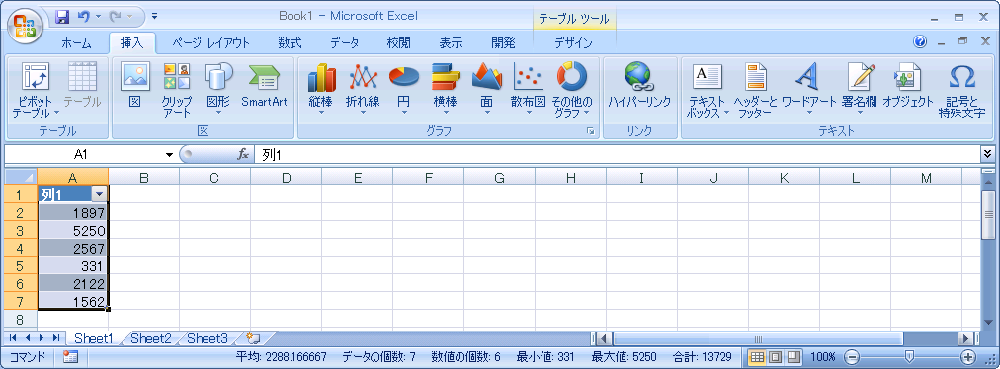 Book1 - Microsoft Excel
テーブル ツール
ホーム 挿入 ページ レイアウト 数式 データ 校閲 表示 開発 デザイン
ピボット
テーブル
テーブル
図
クリップ
アート
図形
SmartArt
縦棒
折れ線
円
横棒
面
散布図
その他の
グラフ
ハイパーリンク
テキスト
ボックス
ヘッダーと
フッター
ワードアート
署名欄
オブジェクト
記号と
特殊文字
テーブル 図 グラフ リンク テキスト
A1 fx 列1
A B C D E F G H I J K L M
1 列1
2 1897
3 5250
4 2567
5 331
6 2122
7 1562
8
Sheet1 Sheet2 Sheet3
コマンド 平均: 2288.166667 データの個数: 7 数値の個数: 6 最小値: 331 最大値: 5250 合計: 13729 100%